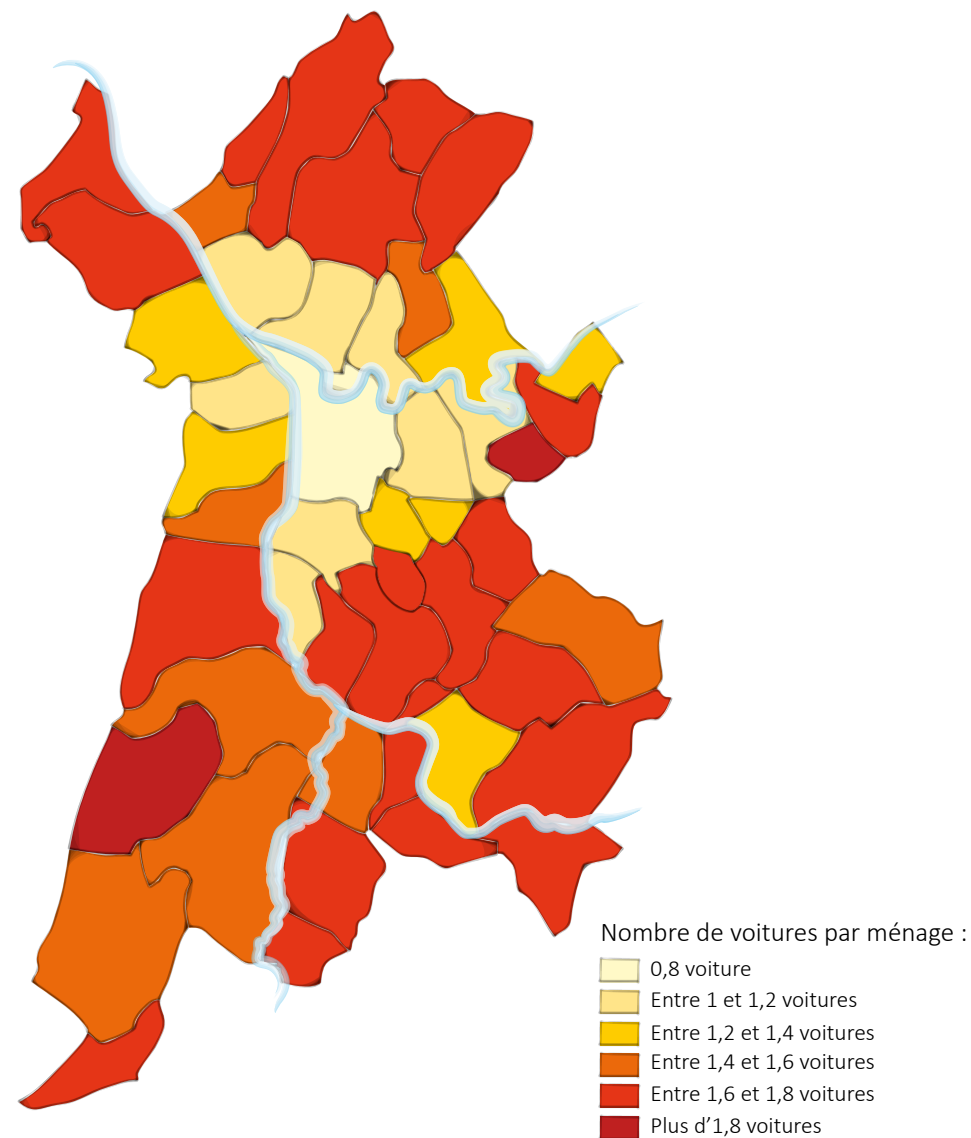 Nombre de voitures par ménage :
0,8 voiture
Entre 1 et 1,2 voitures
Entre 1,2 et 1,4 voitures
Entre 1,4 et 1,6 voitures
Entre 1,6 et 1,8 voitures
Plus d'1,8 voitures